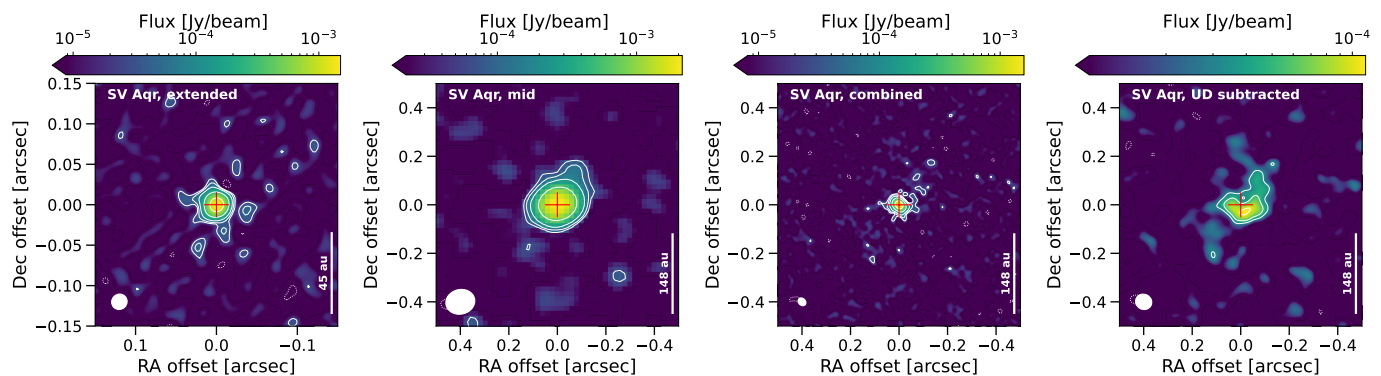 Flux [Jy/beam]
10⁻⁵ 10⁻⁴ 10⁻³
SV Aqr, extended
0.15
0.10
0.05
0.00
−0.05
−0.10
−0.15
Dec offset [arcsec]
45 au
0.1 0.0 −0.1
RA offset [arcsec]
Flux [Jy/beam]
10⁻⁴ 10⁻³
SV Aqr, mid
0.4
0.2
0.0
−0.2
−0.4
Dec offset [arcsec]
148 au
0.4 0.2 0.0 −0.2 −0.4
RA offset [arcsec]
Flux [Jy/beam]
10⁻⁵ 10⁻⁴ 10⁻³
SV Aqr, combined
0.4
0.2
0.0
−0.2
−0.4
Dec offset [arcsec]
148 au
0.4 0.2 0.0 −0.2 −0.4
RA offset [arcsec]
Flux [Jy/beam]
10⁻⁴
SV Aqr, UD subtracted
0.4
0.2
0.0
−0.2
−0.4
Dec offset [arcsec]
148 au
0.4 0.2 0.0 −0.2 −0.4
RA offset [arcsec]